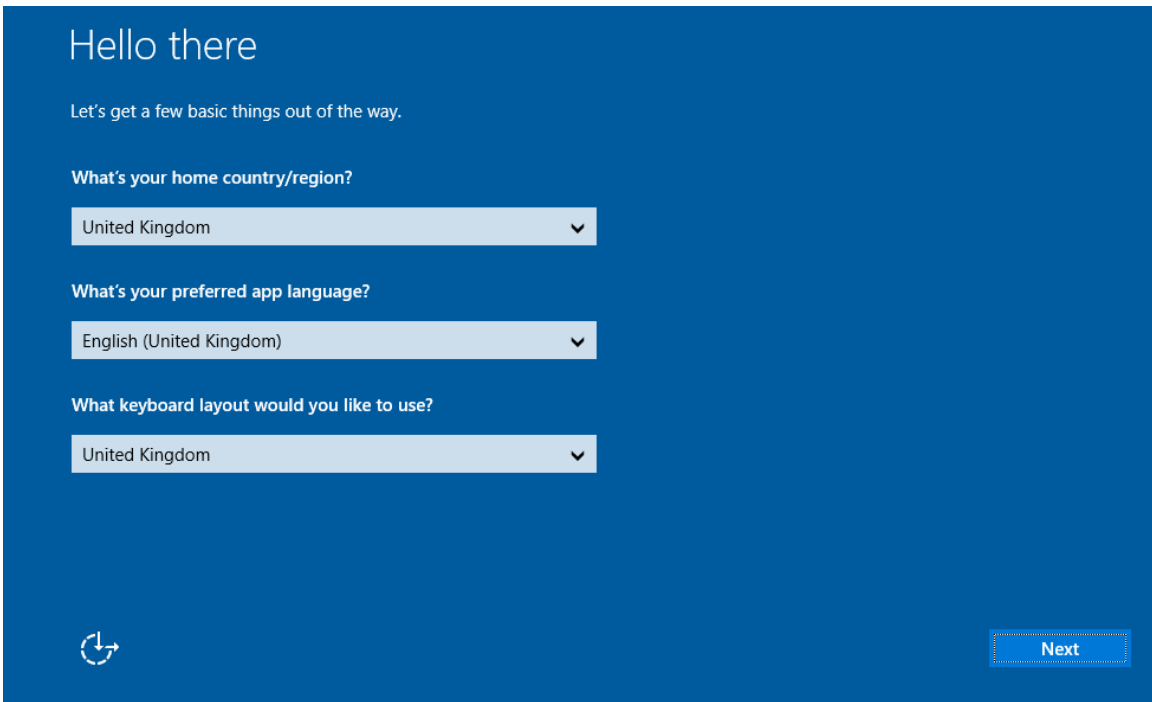 Hello there
Let's get a few basic things out of the way.
What's your home country/region?
United Kingdom
What's your preferred app language?
English (United Kingdom)
What keyboard layout would you like to use?
United Kingdom
Next